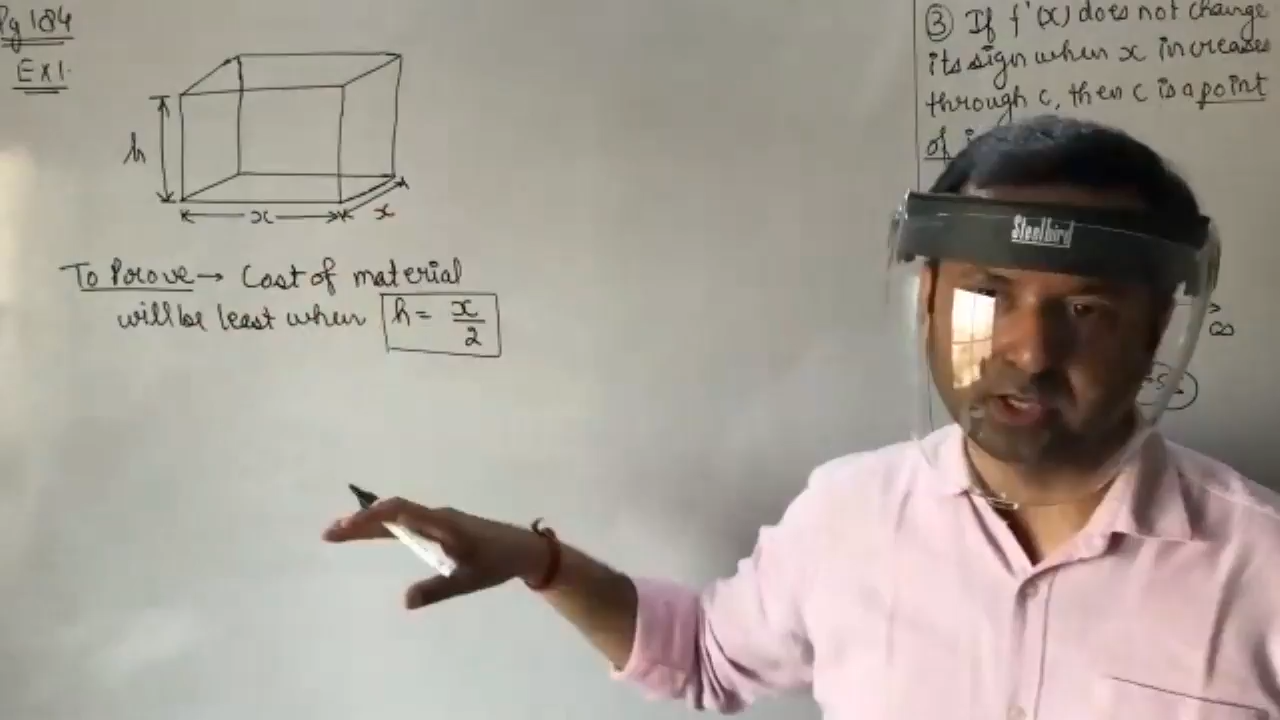 Pg 184
Ex 1.
h
x
x
To Prove → Cost of material
will be least when h = x/2
③ If f'(x) does not change
its sign when x increases
through c, then c is a point
of
Steelbird
∞